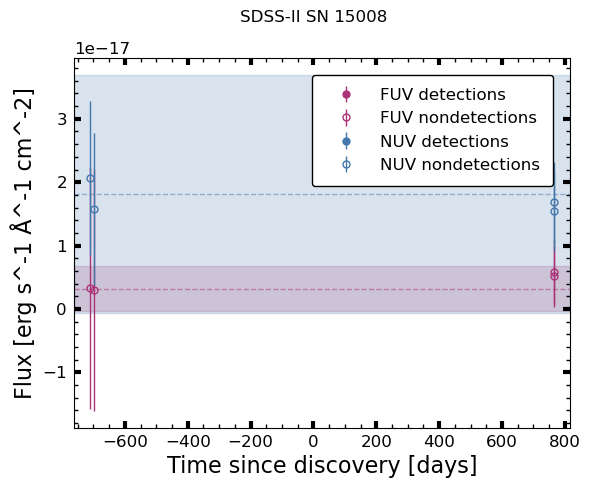 SDSS-II SN 15008
1e−17
FUV detections
FUV nondetections
NUV detections
NUV nondetections
3
2
1
0
−1
Flux [erg s^-1 Å^-1 cm^-2]
−600 −400 −200 0 200 400 600 800
Time since discovery [days]